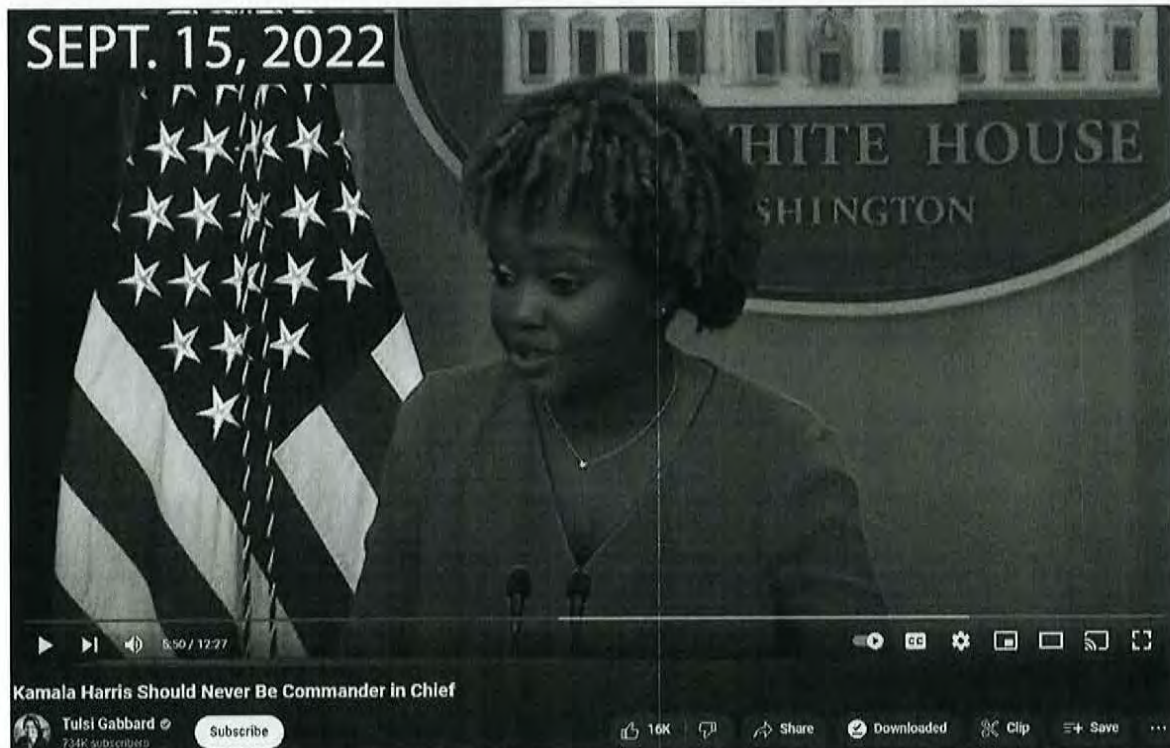 SEPT. 15, 2022
HITE HOUSE
SHINGTON
5:50 / 12:27
CC
Kamala Harris Should Never Be Commander in Chief
Tulsi Gabbard
Subscribe
16K
Share
Downloaded
Clip
Save
734K subscribers